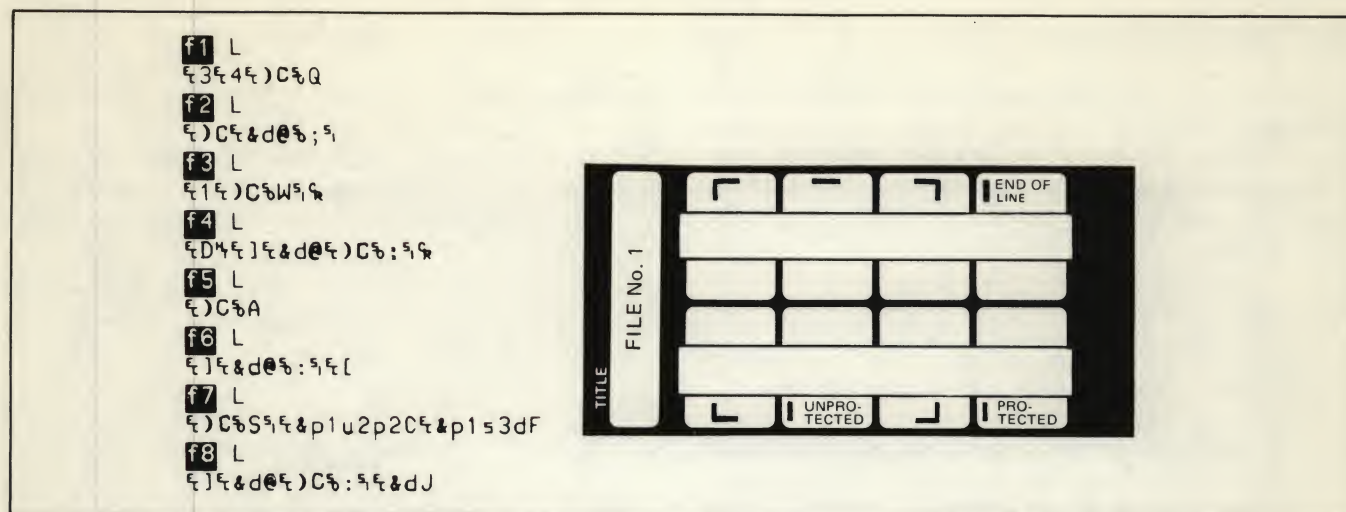 f1 L
␛3␛4␛)C␎Q
f2 L
␛)C␛&d@␎;␏
f3 L
␛1␛)C␎W␏␍
f4 L
␛D␉␛]␛&d@␛)C␎:␏␍
f5 L
␛)C␎A
f6 L
␛]␛&d@␎:␏␛[
f7 L
␛)C␎S␏␛&p1u2p2C␛&p1s3dF
f8 L
␛]␛&d@␛)C␎:␏␛&dJ
TITLE
FILE No. 1
END OF
LINE
UNPRO-
TECTED
PRO-
TECTED